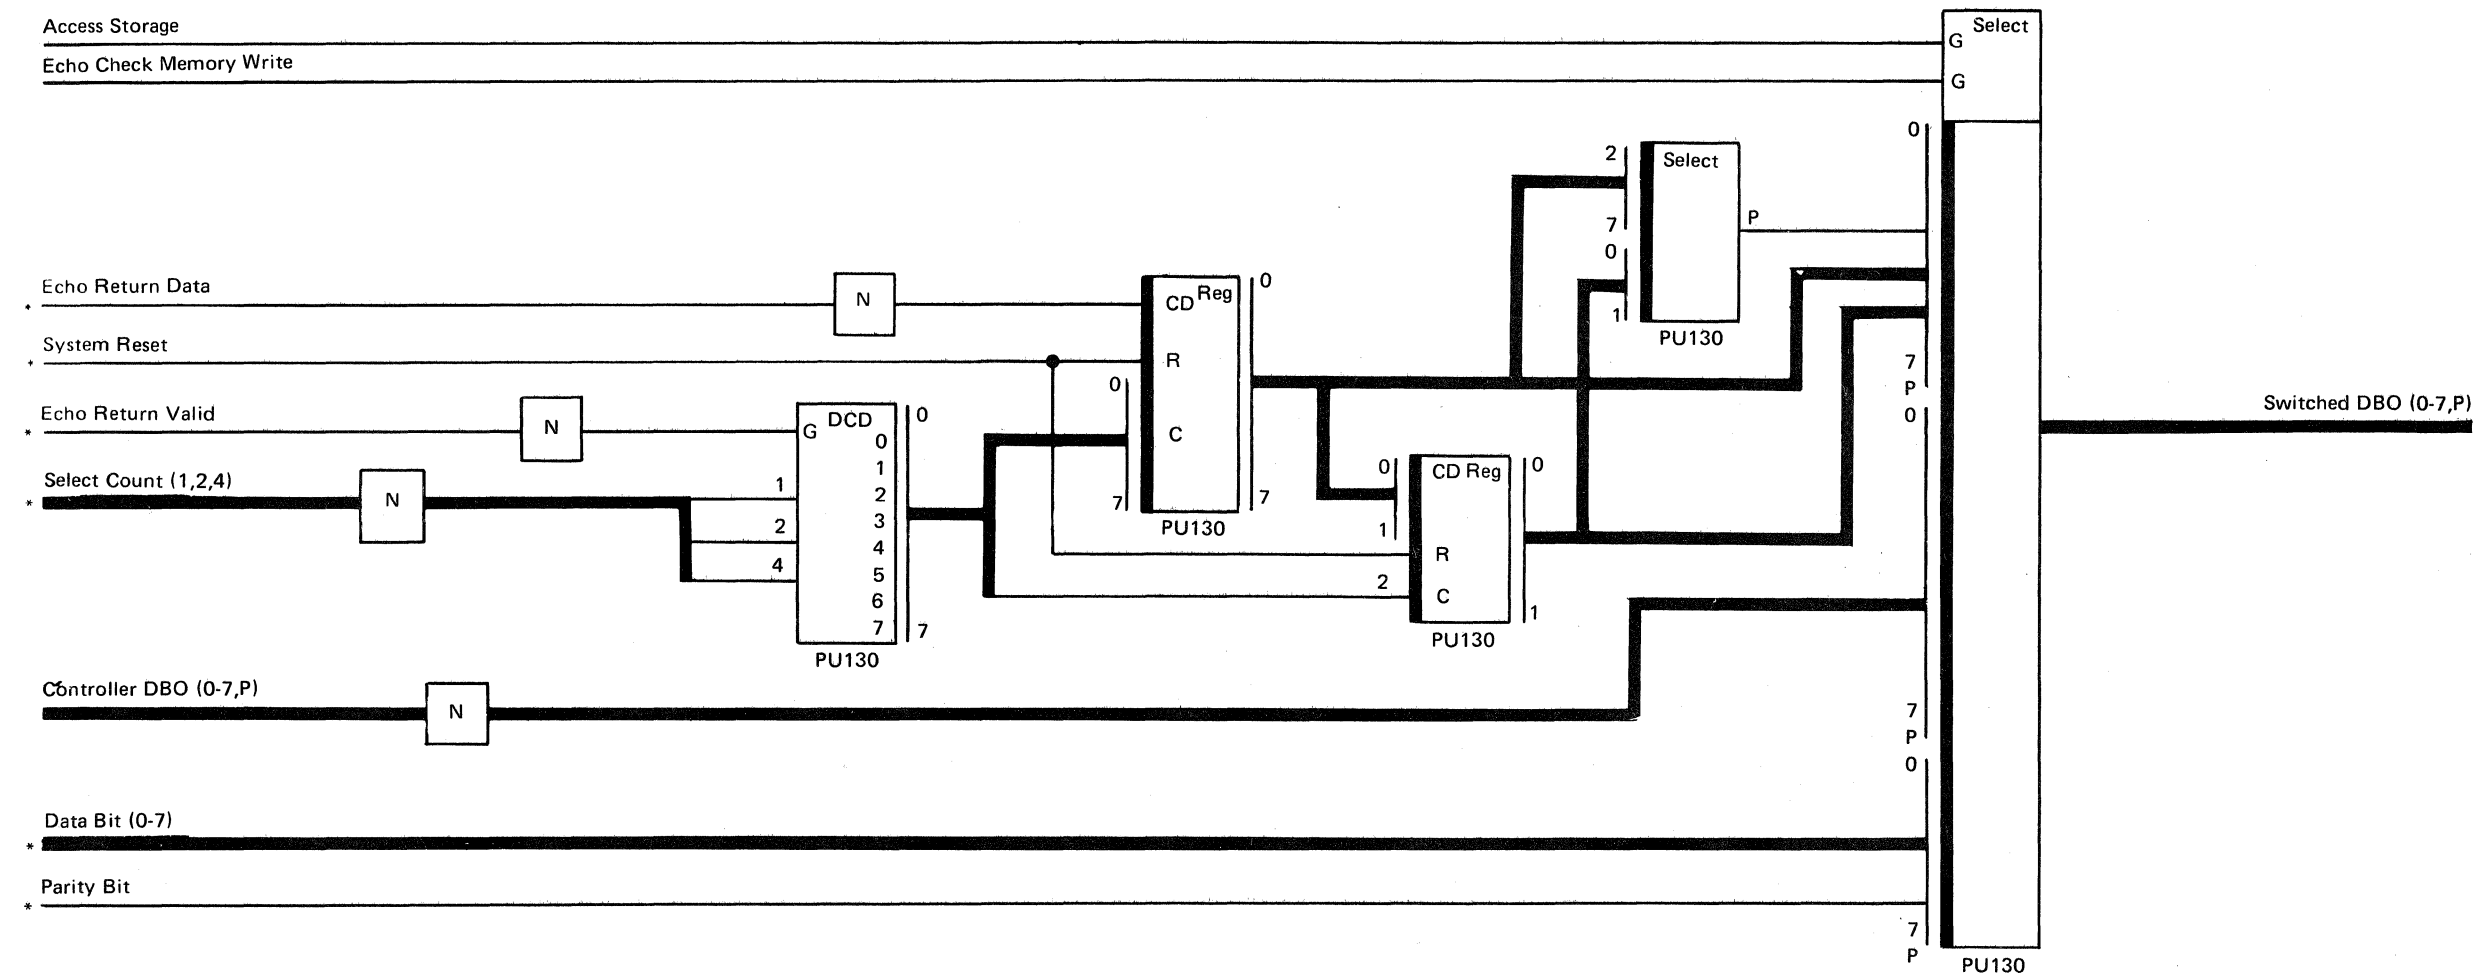 Access Storage
Echo Check Memory Write
G Select
G
0
2
Select
7
P
0
1
PU130
Echo Return Data
*
N
CD Reg
0
System Reset
*
R
0
C
7
7
PU130
7
P
0
Switched DBO (0-7,P)
Echo Return Valid
*
N
G DCD
0
0
1
2
3
4
5
6
7
7
PU130
Select Count (1,2,4)
*
N
1
2
4
0
CD Reg
0
1
R
2
C
1
PU130
Controller DBO (0-7,P)
N
7
P
0
Data Bit (0-7)
*
Parity Bit
*
7
P
PU130